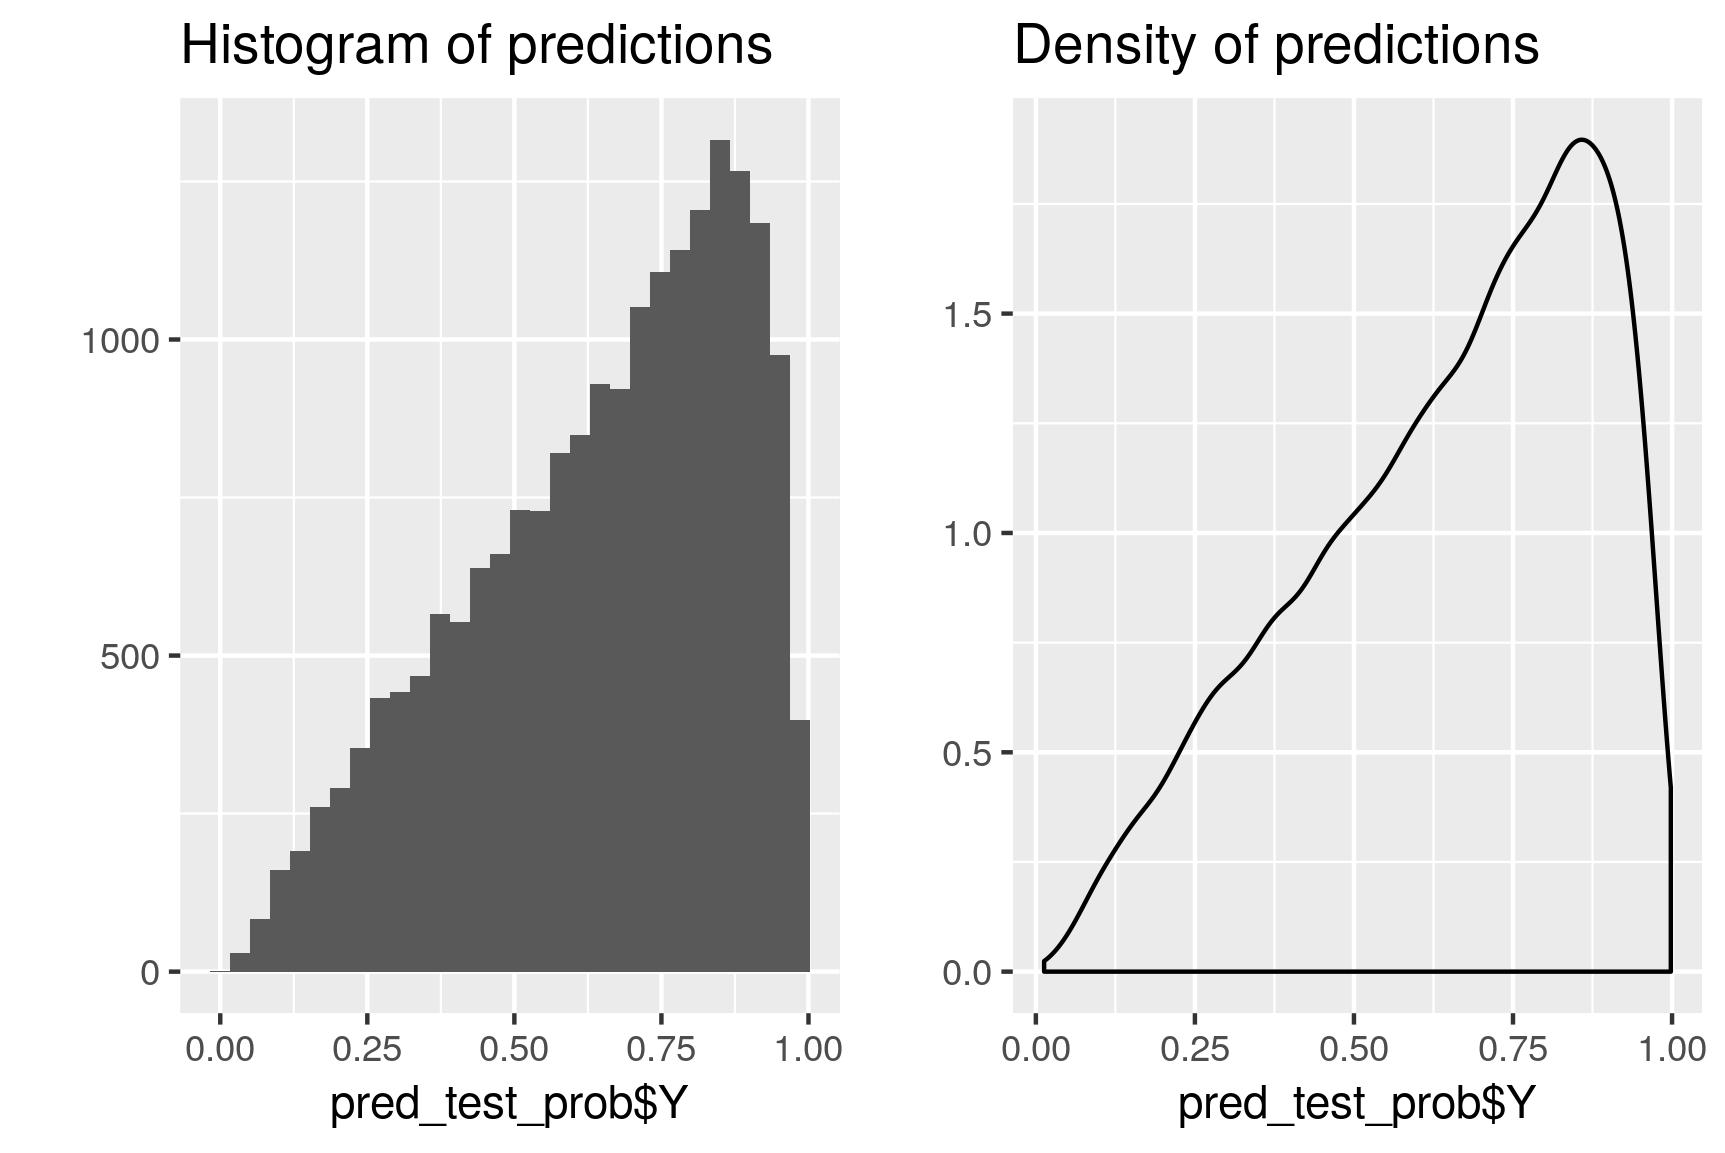 Histogram of predictions
1000
500
0
0.00 0.25 0.50 0.75 1.00
pred_test_prob$Y
Density of predictions
1.5
1.0
0.5
0.0
0.00 0.25 0.50 0.75 1.00
pred_test_prob$Y